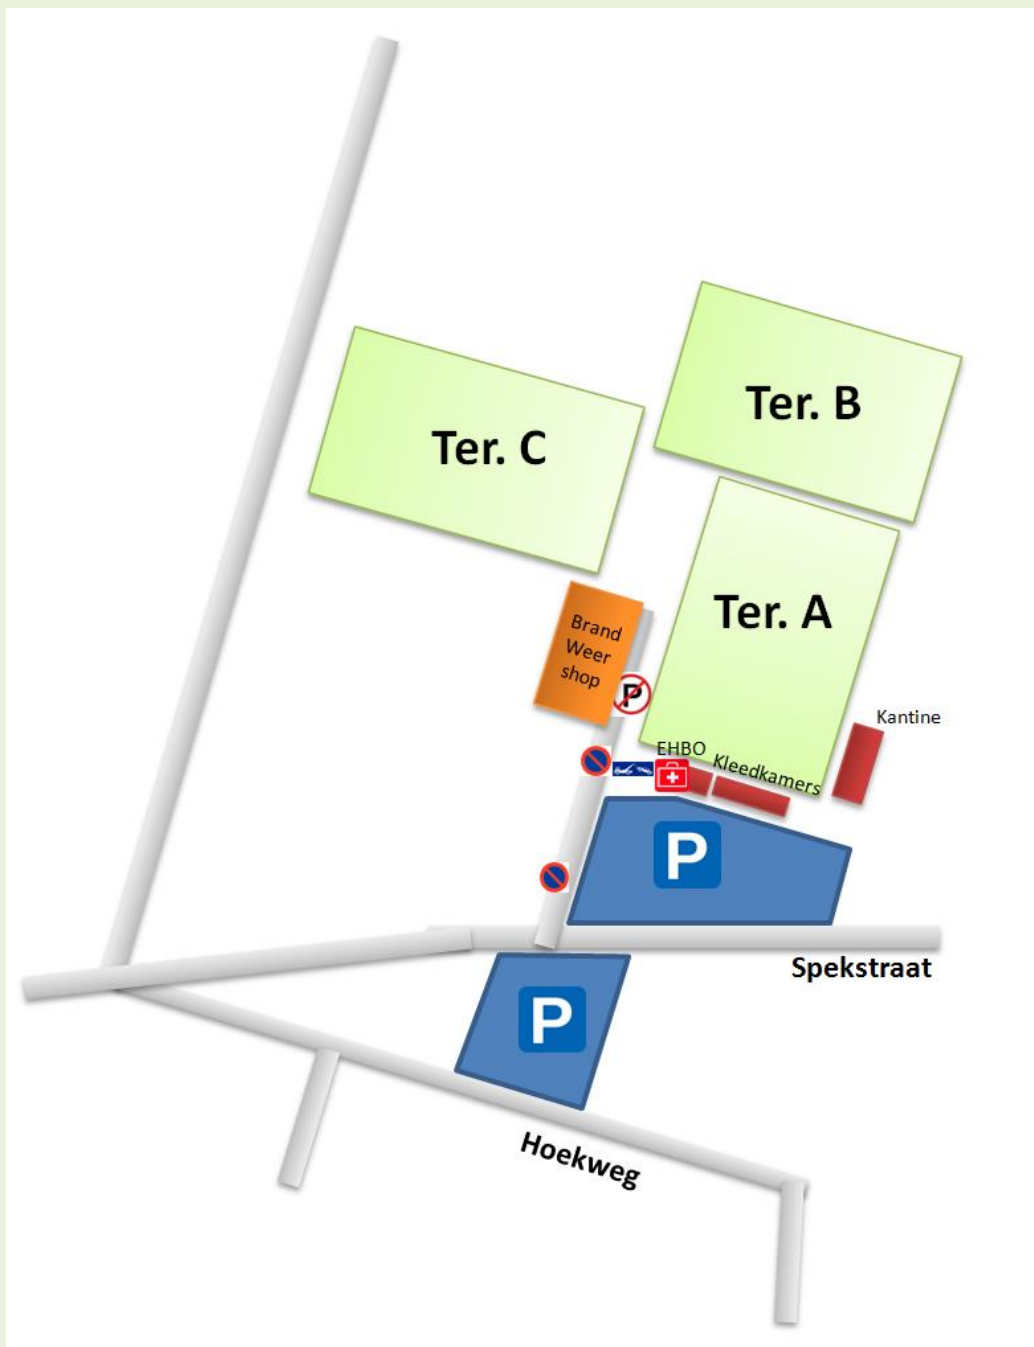 Ter. B
Ter. C
Ter. A
Brand
Weer
shop
P
Kantine
EHBO
Kleedkamers
P
Spekstraat
P
Hoekweg